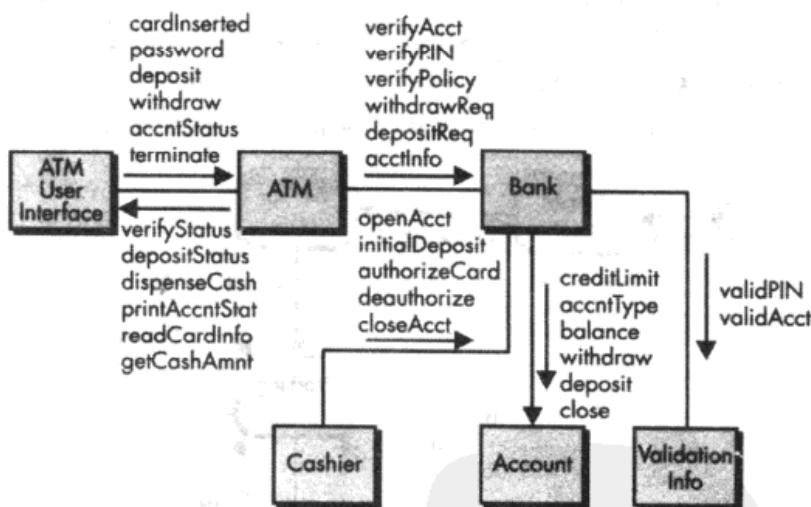 cardInserted
password
deposit
withdraw
accntStatus
terminate
verifyAcct
verifyPIN
verifyPolicy
withdrawReq
depositReq
acctInfo
ATM
User
Interface
ATM
Bank
verifyStatus
depositStatus
dispenseCash
printAccntStat
readCardInfo
getCashAmnt
openAcct
initialDeposit
authorizeCard
deauthorize
closeAcct
creditLimit
accntType
balance
withdraw
deposit
close
validPIN
validAcct
Cashier
Account
Validation
Info